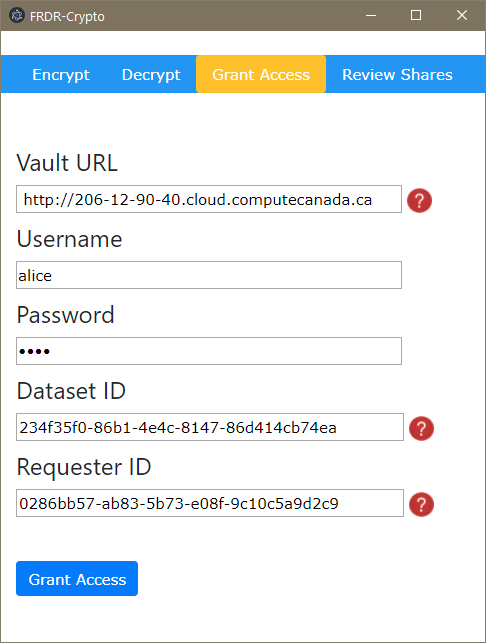 FRDR-Crypto
Encrypt Decrypt Grant Access Review Shares
Vault URL
http://206-12-90-40.cloud.computecanada.ca ?
Username
alice
Password
••••
Dataset ID
234f35f0-86b1-4e4c-8147-86d414cb74ea ?
Requester ID
0286bb57-ab83-5b73-e08f-9c10c5a9d2c9 ?
Grant Access